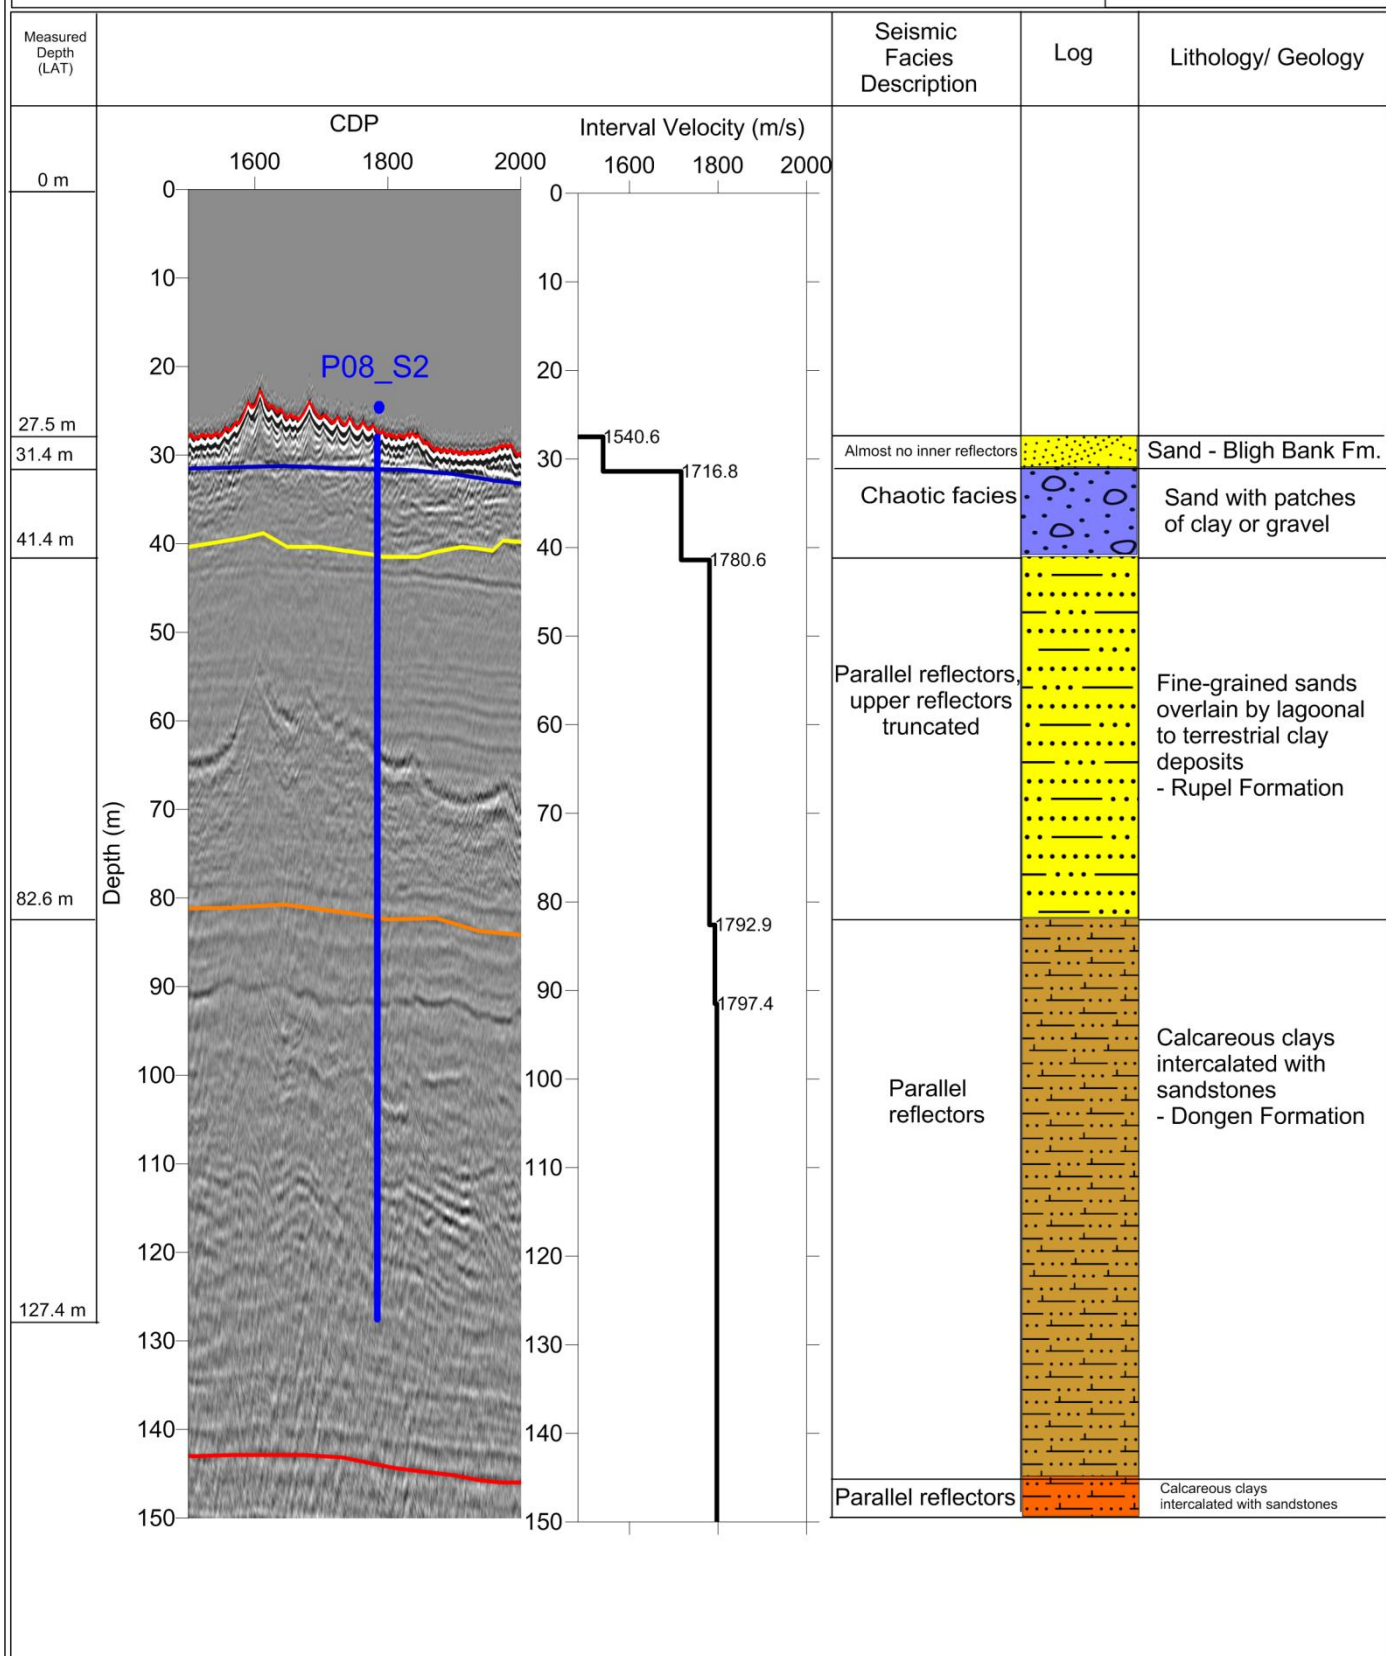 Measured
Depth
(LAT)
Seismic
Facies
Description
Log
Lithology/ Geology
CDP
1600
1800
2000
Interval Velocity (m/s)
1600
1800
2000
0 m
27.5 m
31.4 m
41.4 m
82.6 m
127.4 m
Depth (m)
0
10
20
30
40
50
60
70
80
90
100
110
120
130
140
150
P08_S2
0
10
20
30
40
50
60
70
80
90
100
110
120
130
140
150
1540.6
1716.8
1780.6
1792.9
1797.4
Almost no inner reflectors
Sand - Bligh Bank Fm.
Chaotic facies
Sand with patches
of clay or gravel
Parallel reflectors,
upper reflectors
truncated
Fine-grained sands
overlain by lagoonal
to terrestrial clay
deposits
- Rupel Formation
Parallel
reflectors
Calcareous clays
intercalated with
sandstones
- Dongen Formation
Parallel reflectors
Calcareous clays
intercalated with sandstones